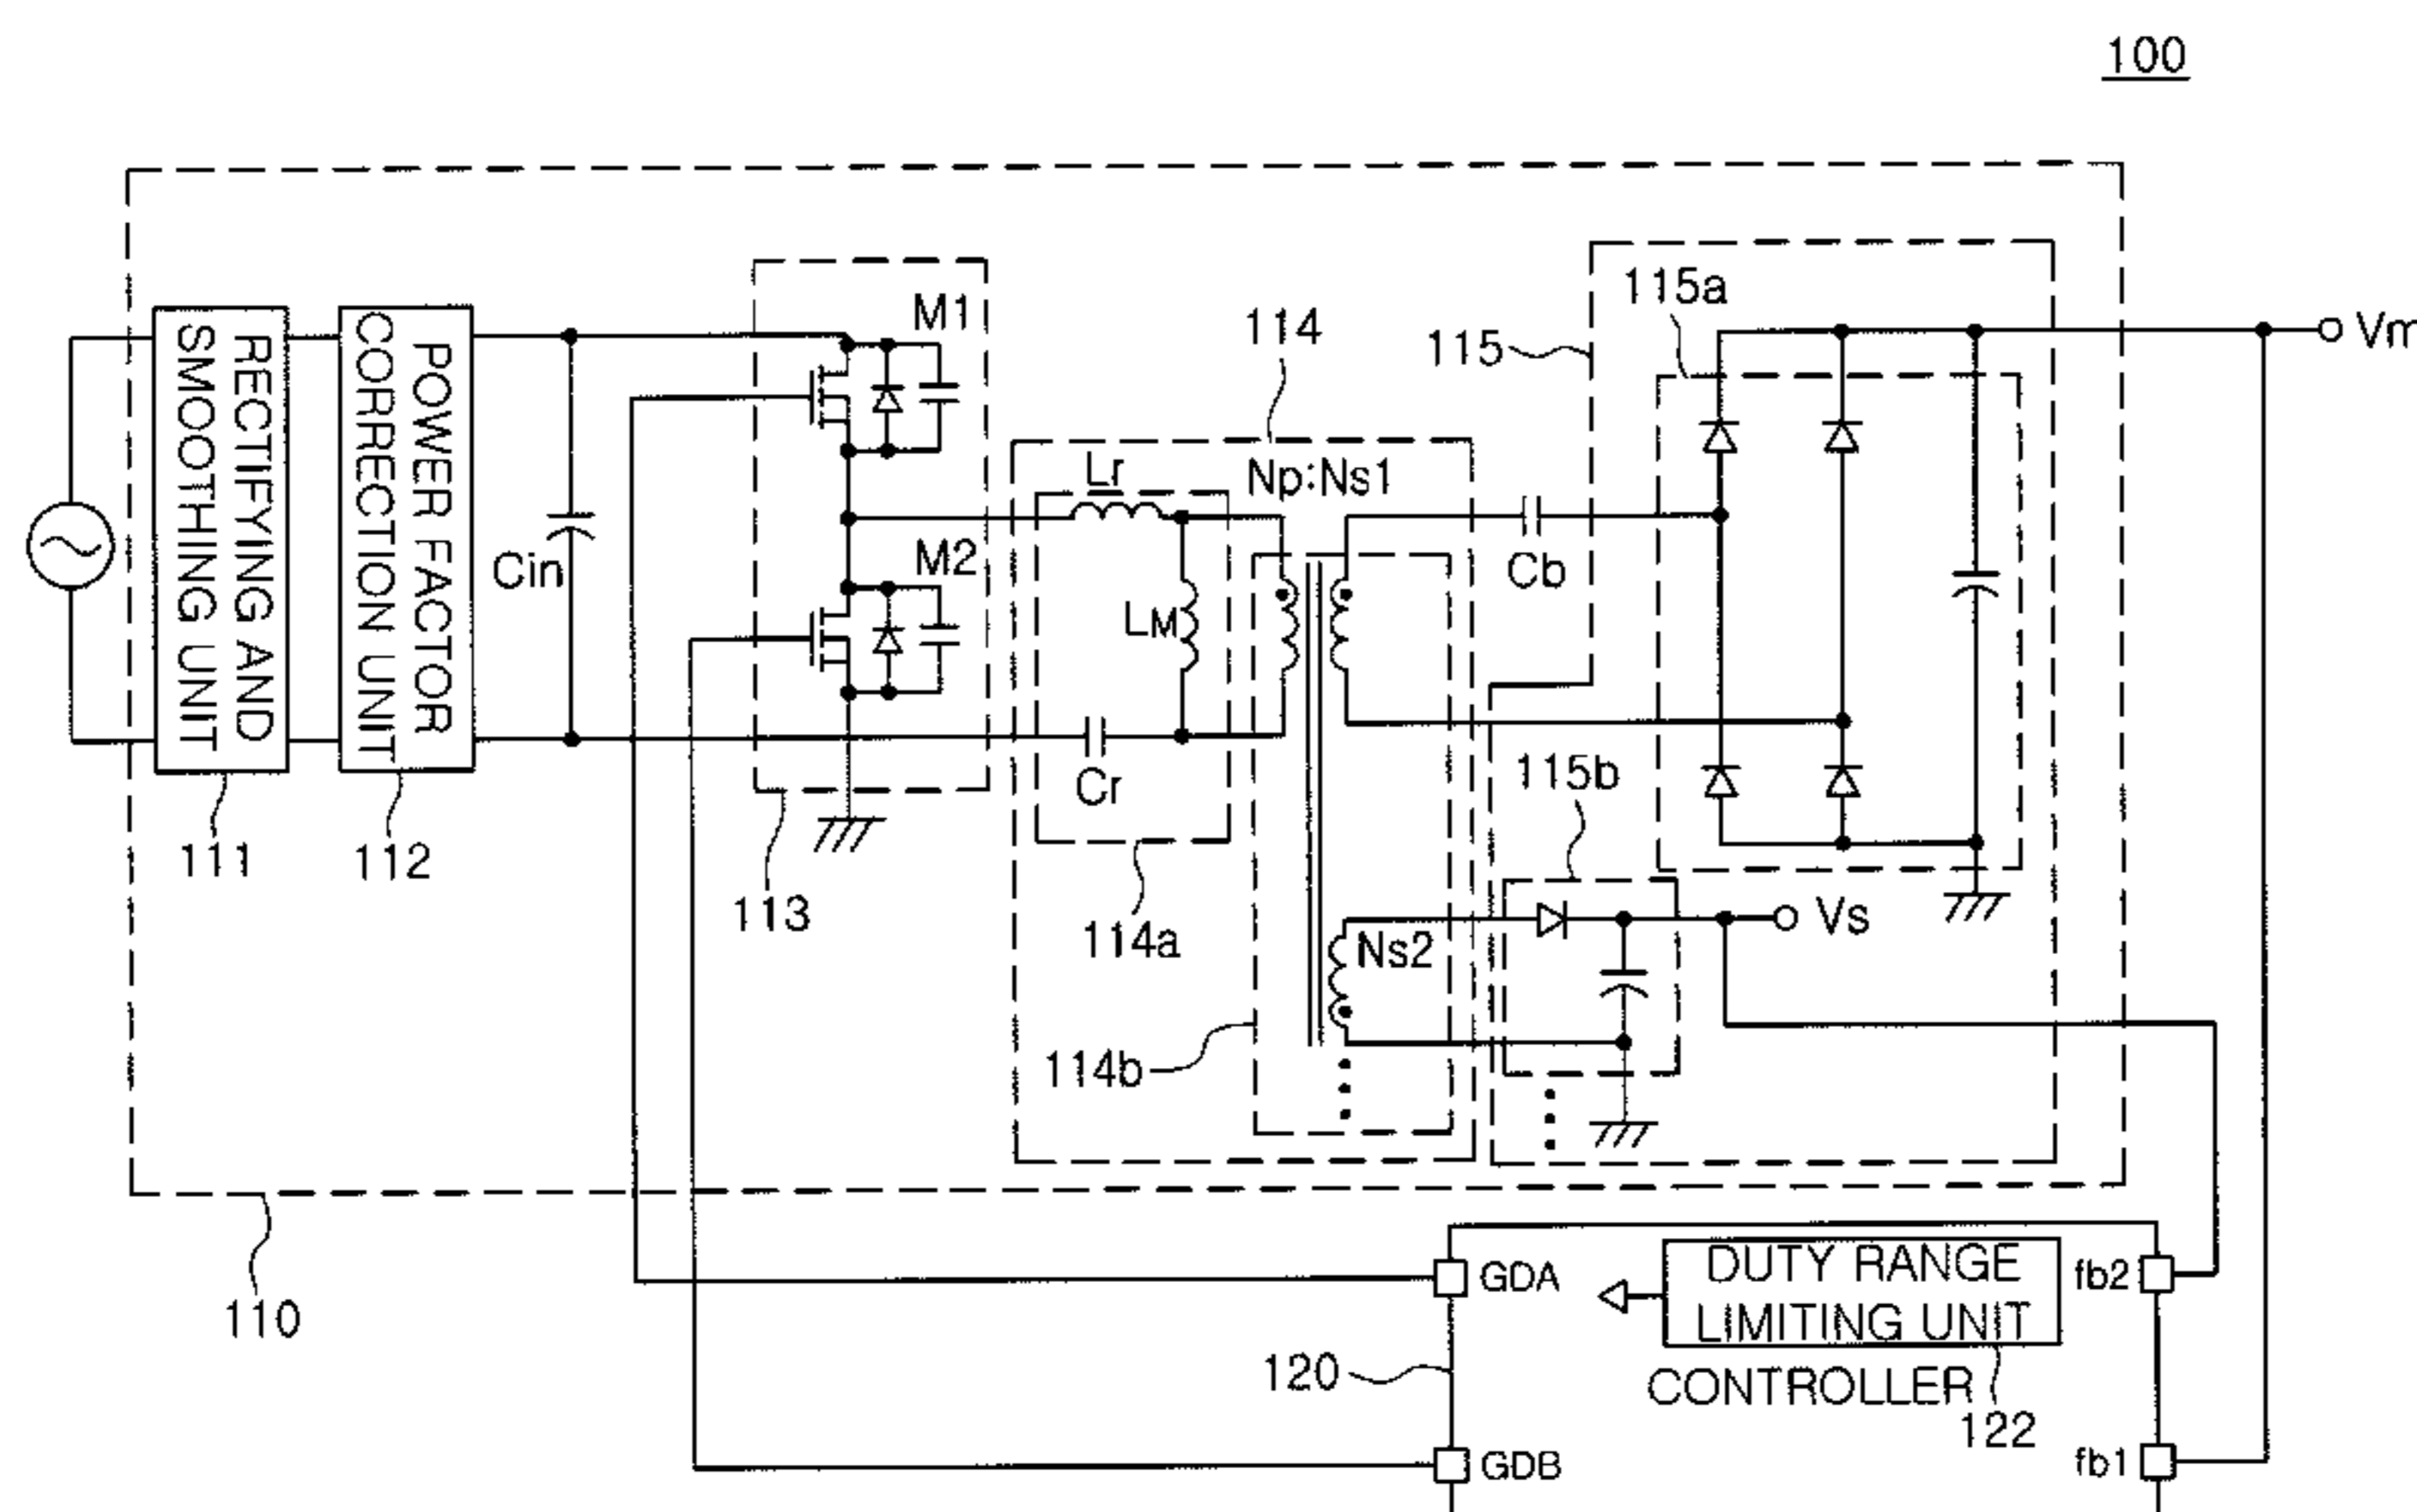 100
115a
M1
114
115
Vm
RECTIFYING AND
SMOOTHING UNIT
POWER FACTOR
CORRECTION UNIT
Lr
Np:Ns1
Cin
M2
Cb
LM
Cr
115b
111
112
113
114a
Vs
Ns2
114b
110
GDA
DUTY RANGE
LIMITING UNIT
fb2
120
CONTROLLER
122
GDB
fb1